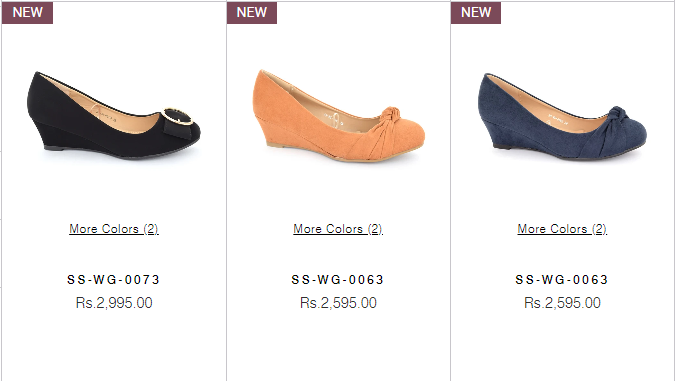 NEW
NEW
NEW
More Colors (2)
More Colors (2)
More Colors (2)
SS-WG-0073
SS-WG-0063
SS-WG-0063
Rs.2,995.00
Rs.2,595.00
Rs.2,595.00